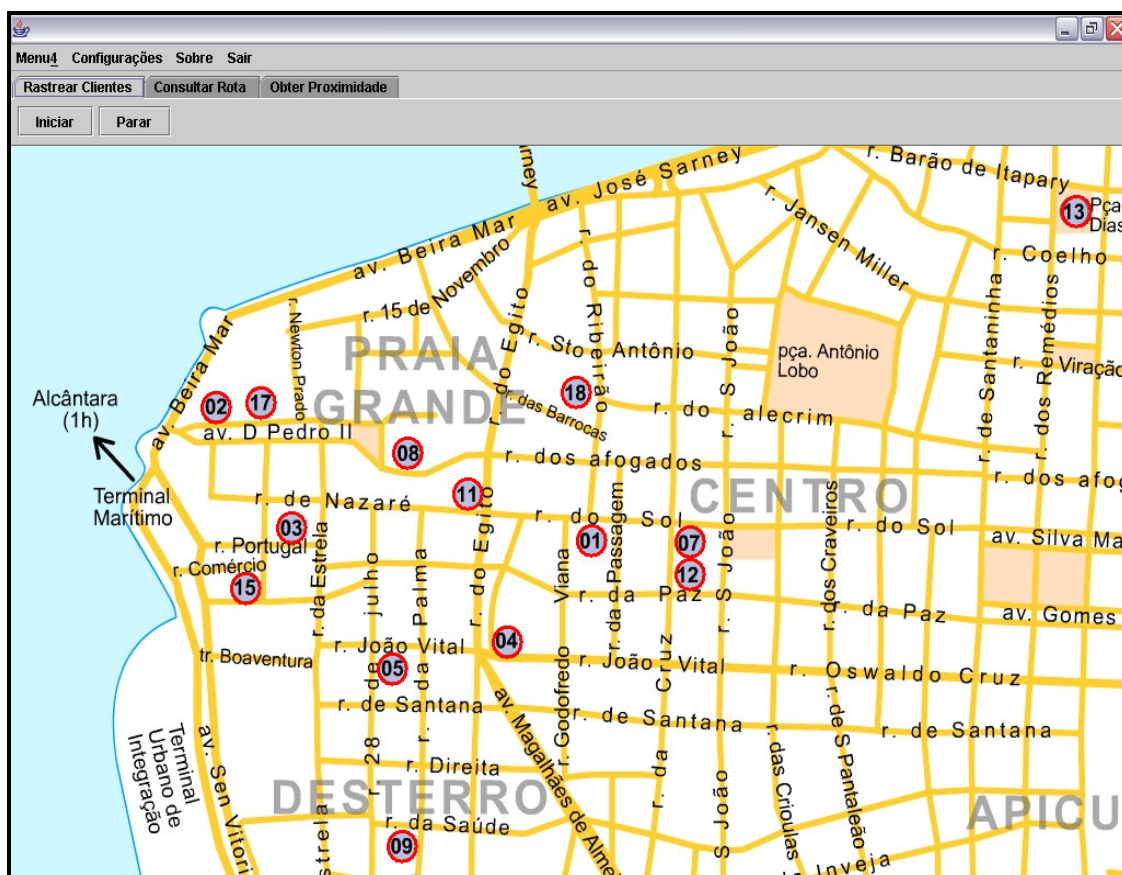 Menu4 Configurações Sobre Sair
Rastrear Clientes Consultar Rota Obter Proximidade
Iniciar Parar
rney
av. José Sarney
r. Barão de Itapary
13
Pça
Dias
av. Beira Mar
r. Jansen Miller
r. Coelho
r. 15 de Novembro
r. do Egito
r. do Ribeirão
r. S João
r. de Santaninha
r. dos Remédios
r. Newton Prado
av. Beira Mar
PRAIA
GRANDE
r. Sto Antônio
pça. Antônio
Lobo
r. Viração
Alcântara
(1h)
02
17
18
r. das Barrocas
r. do alecrim
av. D Pedro II
08
r. dos afogados
r. dos afog
Terminal
Marítimo
r. de Nazaré
11
CENTRO
r. do Sol
r. do Sol
03
01
07
av. Silva Ma
r. Portugal
r. Comércio
15
12
r. da Estrela
r. 28 de julho
r. da Palma
r. do Egito
r. Godofredo Viana
r. da Passagem
r. da Cruz
r. S João
r. dos Craveiros
r. da Paz
r. da Paz
av. Gomes
04
r. João Vital
r. João Vital
r. Oswaldo Cruz
tr. Boaventura
05
r. de Santana
r. de Santana
r. de Santana
av. Magalhães de Alme
r. das Crioulas
r. de S Pantaleão
Terminal
Urbano de
Integração
av. Sen Vitori
r. Direita
DESTERRO
APICU
strela
r. da Saúde
09
S João
Inveja